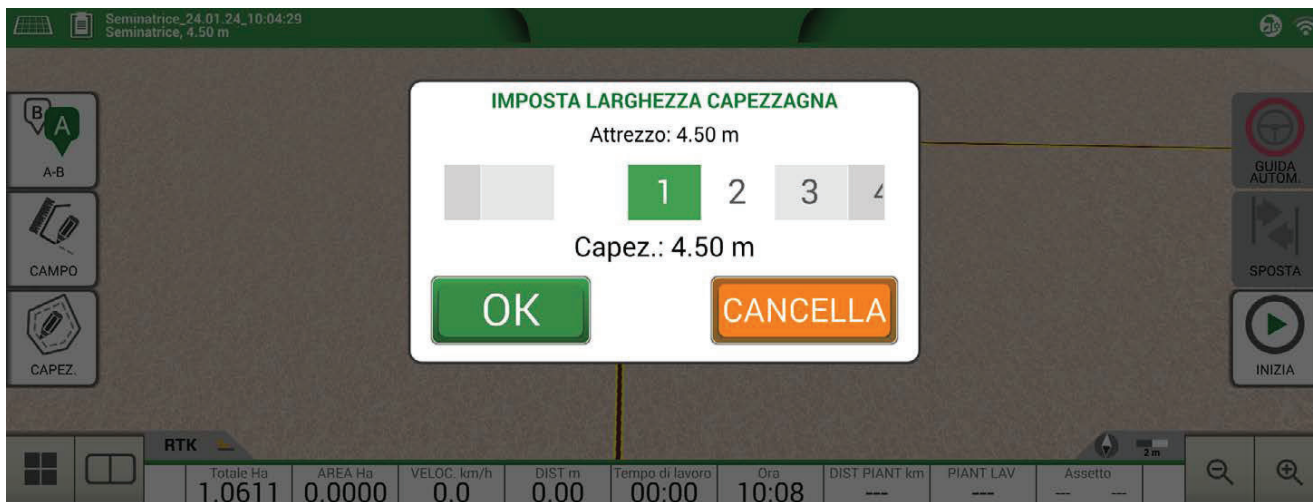 Seminatrice_24.01.24_10:04:29
Seminatrice, 4.50 m
B
A
A-B
CAMPO
CAPEZ.
IMPOSTA LARGHEZZA CAPEZZAGNA
Attrezzo: 4.50 m
1 2 3 4
Capez.: 4.50 m
OK CANCELLA
GUIDA
AUTOM.
SPOSTA
INIZIA
RTK
2 m
Totale Ha AREA Ha VELOC. km/h DIST m Tempo di lavoro Ora DIST PIANT km PIANT LAV Assetto
1.0611 0.0000 0.0 0.00 00:00 10:08 --- --- --- ---